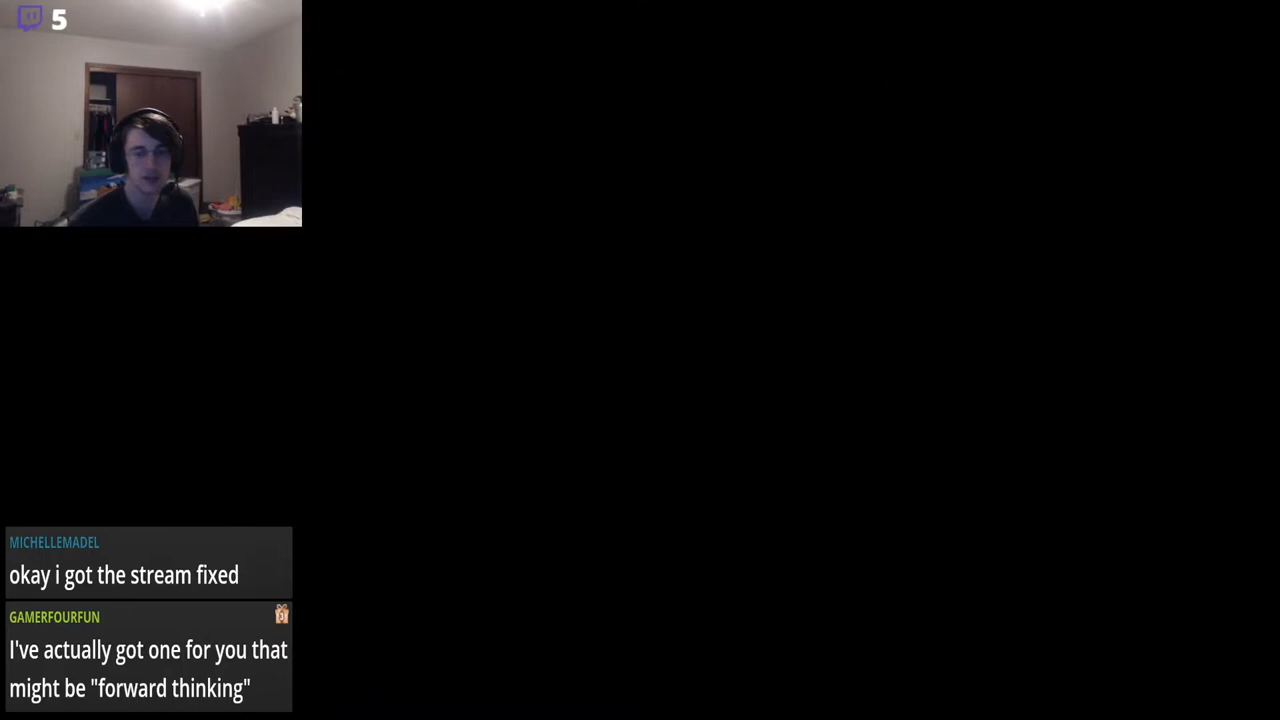 5
MICHELLEMADEL
okay i got the stream fixed
GAMERFOURFUN
I've actually got one for you that
might be "forward thinking"